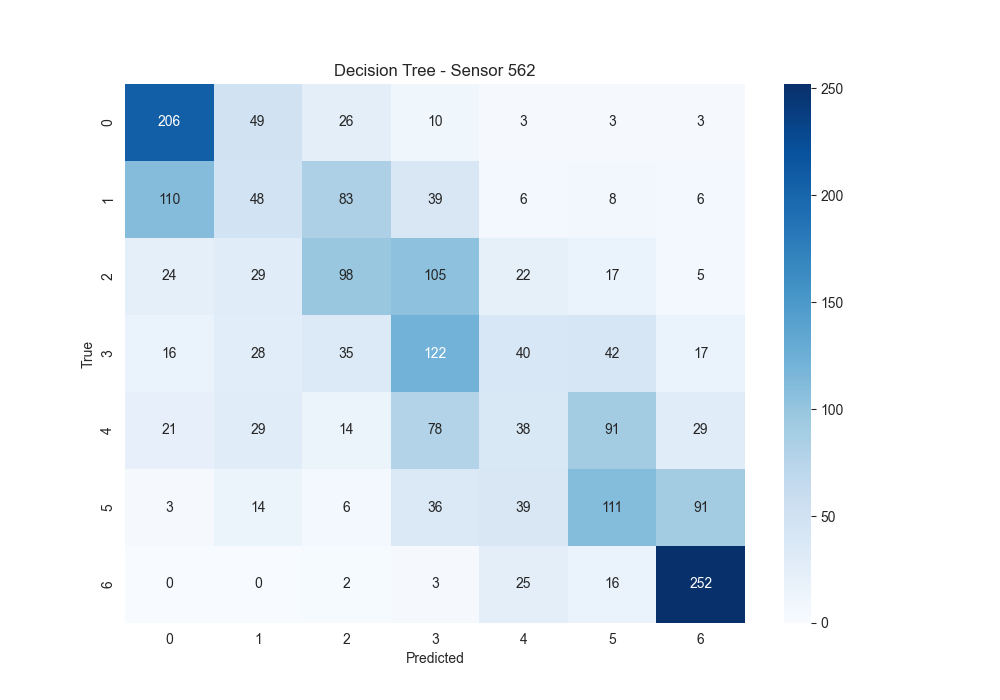 Decision Tree - Sensor 562
0 206 49 26 10 3 3 3
1 110 48 83 39 6 8 6
2 24 29 98 105 22 17 5
3 16 28 35 122 40 42 17
4 21 29 14 78 38 91 29
5 3 14 6 36 39 111 91
6 0 0 2 3 25 16 252
True
0 1 2 3 4 5 6
Predicted
250
200
150
100
50
0